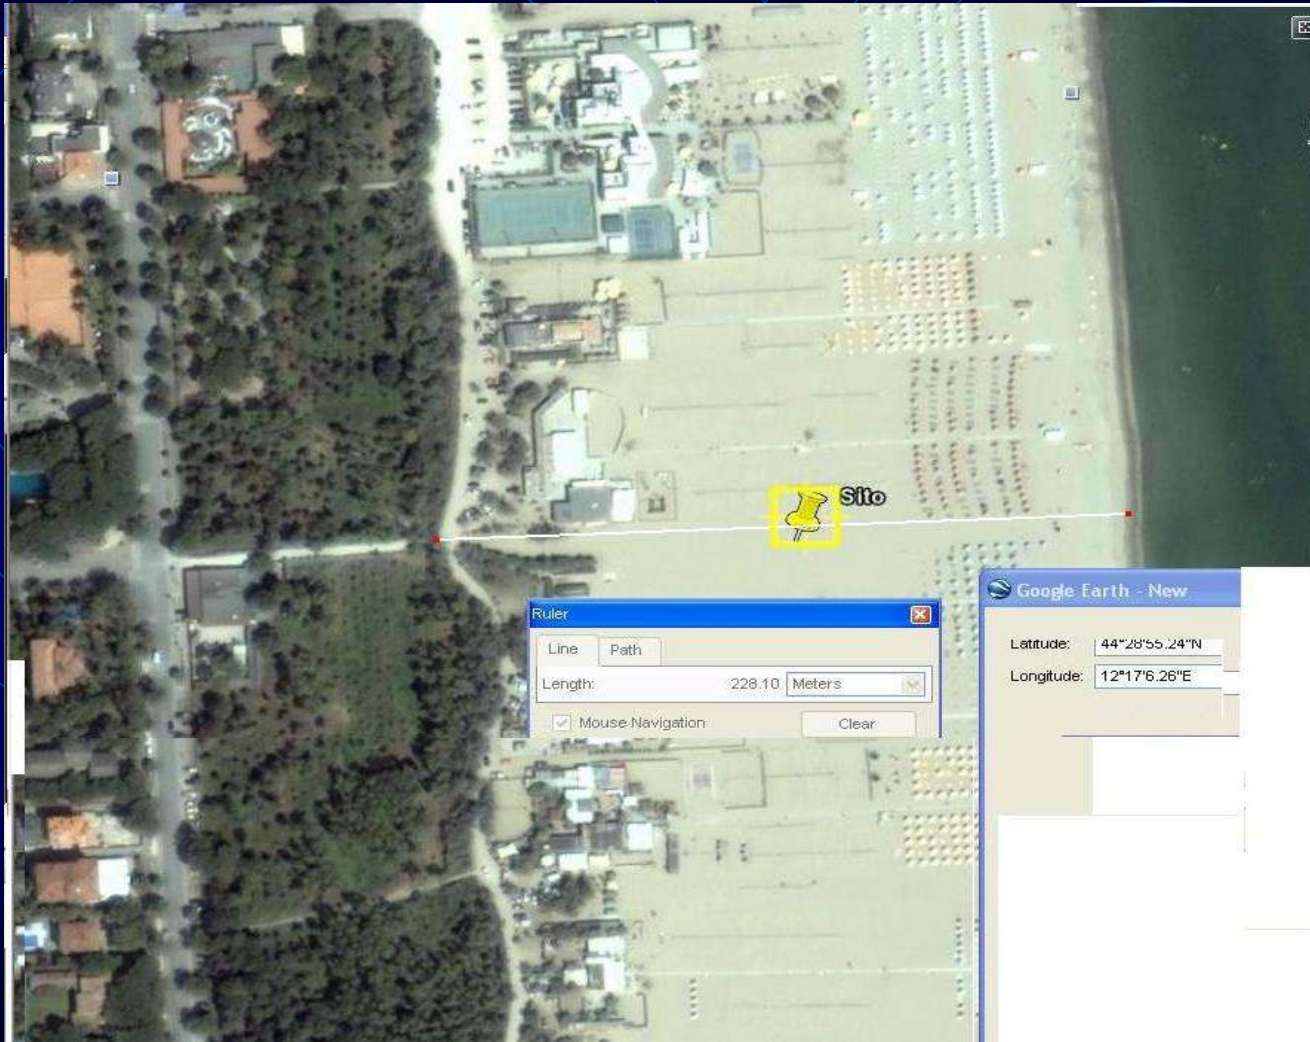 Sito
Ruler
Line Path
Length: 228.10 Meters
Mouse Navigation Clear
Google Earth - New
Latitude: 44°28'55.24"N
Longitude: 12°17'6.26"E